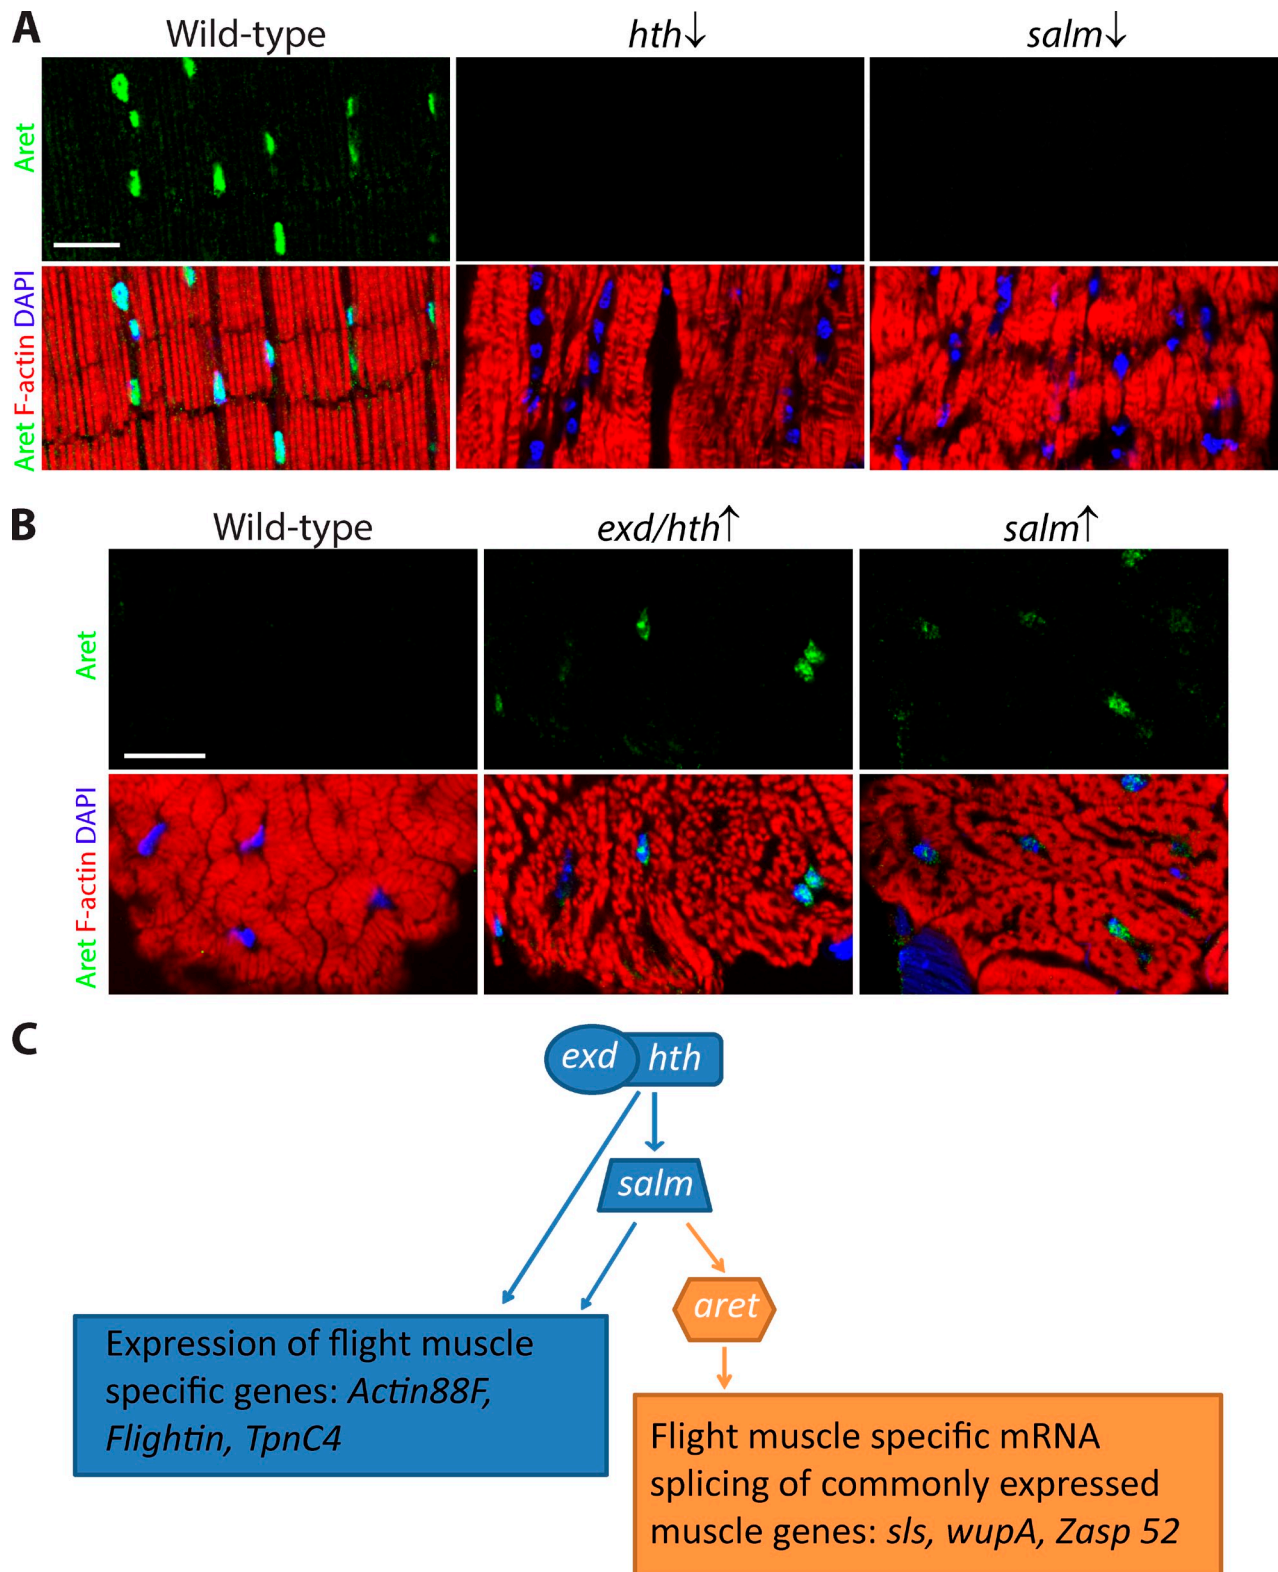 A
Wild-type
hth↓
salm↓
Aret
Aret F-actin DAPI
B
Wild-type
exd/hth↑
salm↑
Aret
Aret F-actin DAPI
C
exd
hth
salm
aret
Expression of flight muscle
specific genes: Actin88F,
Flightin, TpnC4
Flight muscle specific mRNA
splicing of commonly expressed
muscle genes: sls, wupA, Zasp 52